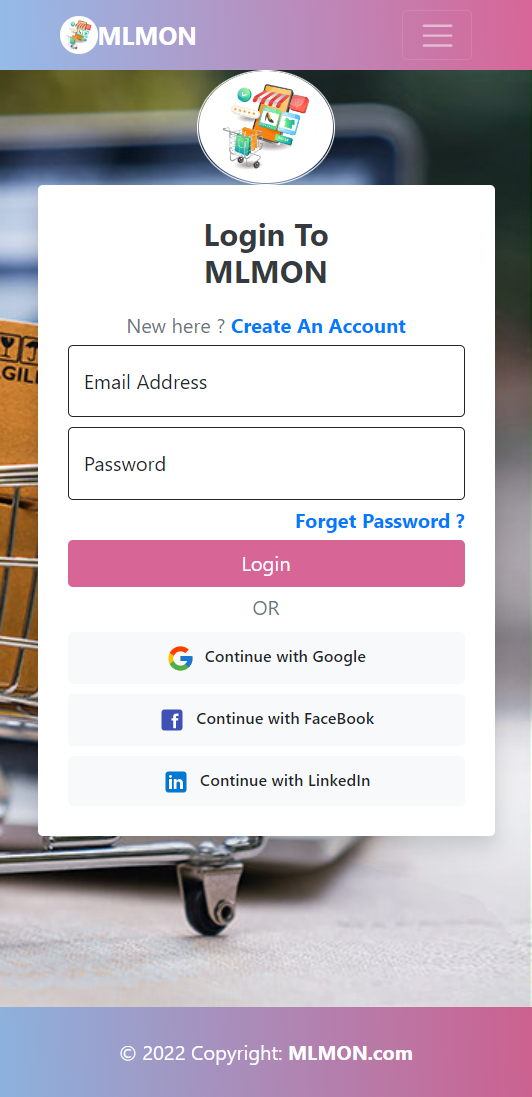 MLMON
Login To
MLMON
New here ? Create An Account
Email Address
Password
Forget Password ?
Login
OR
Continue with Google
Continue with FaceBook
Continue with LinkedIn
© 2022 Copyright: MLMON.com